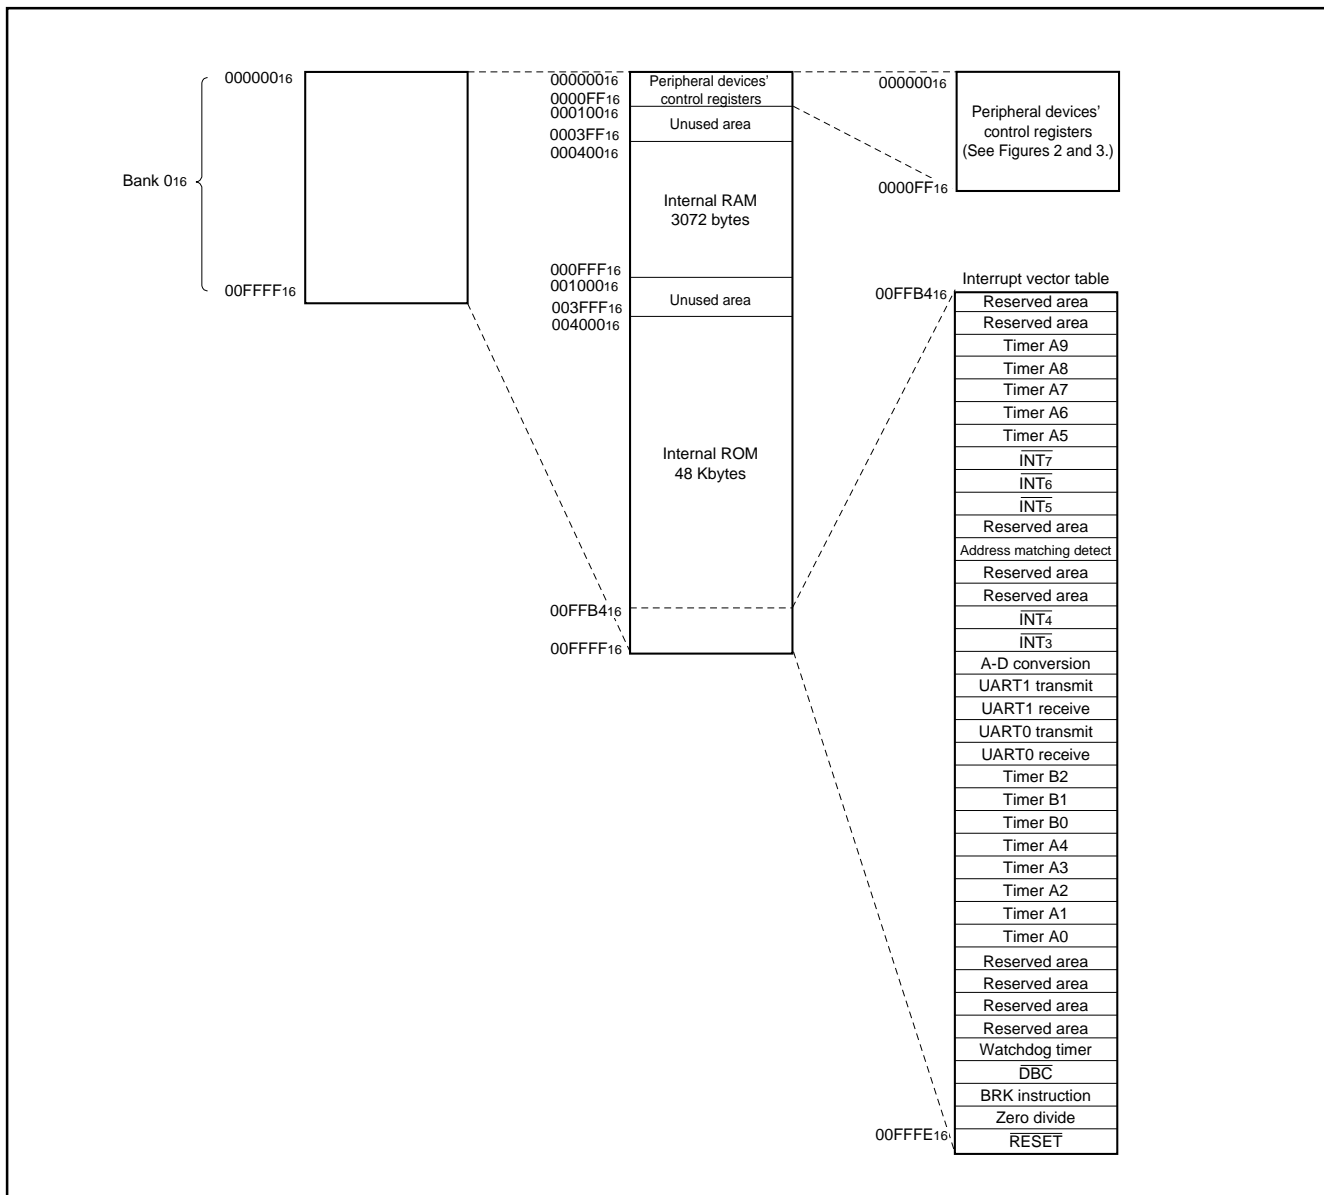 Bank 016
00000016
00FFFF16
00000016
0000FF16
00010016
0003FF16
00040016
000FFF16
00100016
003FFF16
00400016
00FFB416
00FFFF16
Peripheral devices’
control registers
Unused area
Internal RAM
3072 bytes
Unused area
Internal ROM
48 Kbytes
00000016
0000FF16
Peripheral devices’
control registers
(See Figures 2 and 3.)
Interrupt vector table
00FFB416
Reserved area
Reserved area
Timer A9
Timer A8
Timer A7
Timer A6
Timer A5
INT7
INT6
INT5
Reserved area
Address matching detect
Reserved area
Reserved area
INT4
INT3
A-D conversion
UART1 transmit
UART1 receive
UART0 transmit
UART0 receive
Timer B2
Timer B1
Timer B0
Timer A4
Timer A3
Timer A2
Timer A1
Timer A0
Reserved area
Reserved area
Reserved area
Reserved area
Watchdog timer
DBC
BRK instruction
Zero divide
00FFFE16
RESET